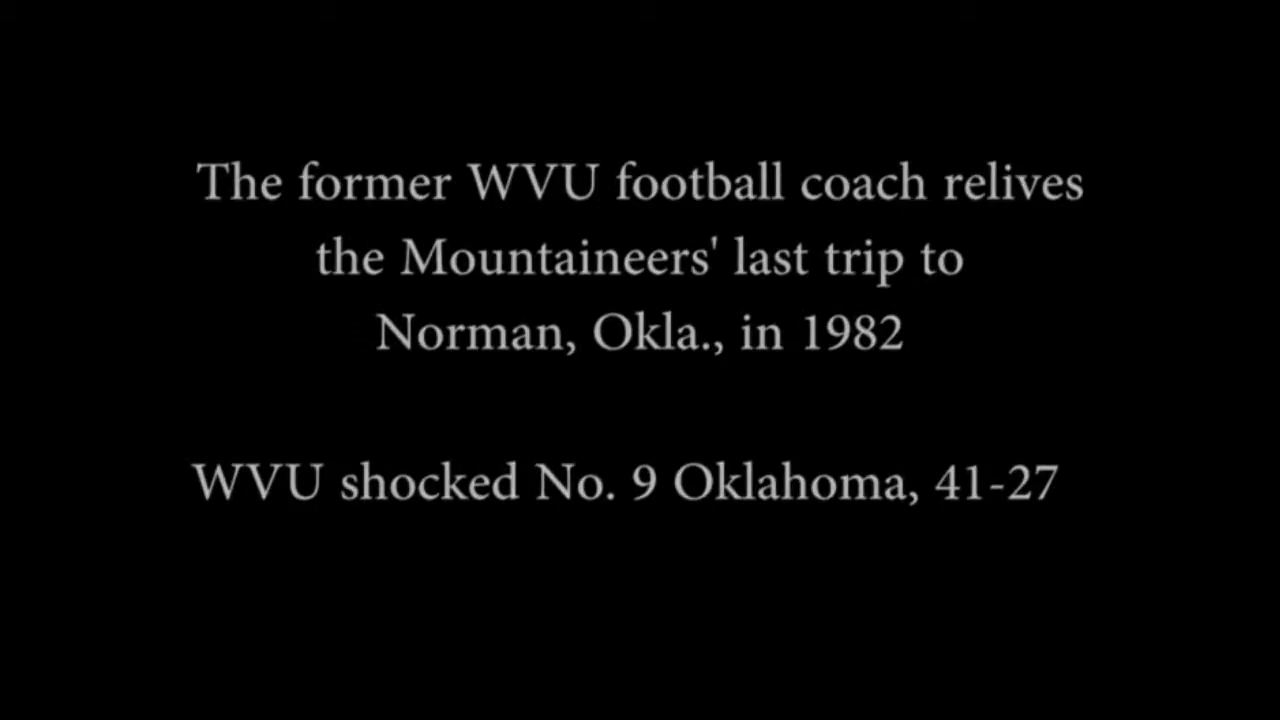 The former WVU football coach relives
the Mountaineers' last trip to
Norman, Okla., in 1982
WVU shocked No. 9 Oklahoma, 41-27